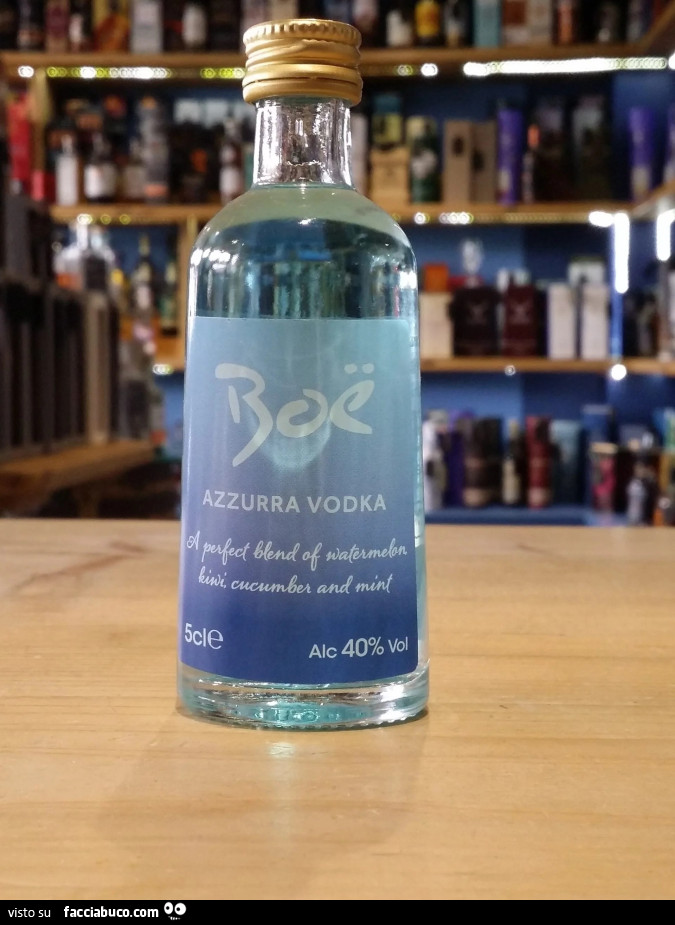 Boë
AZZURRA VODKA
A perfect blend of watermelon
kiwi, cucumber and mint
5cl℮
Alc 40% Vol
visto su facciabuco.com